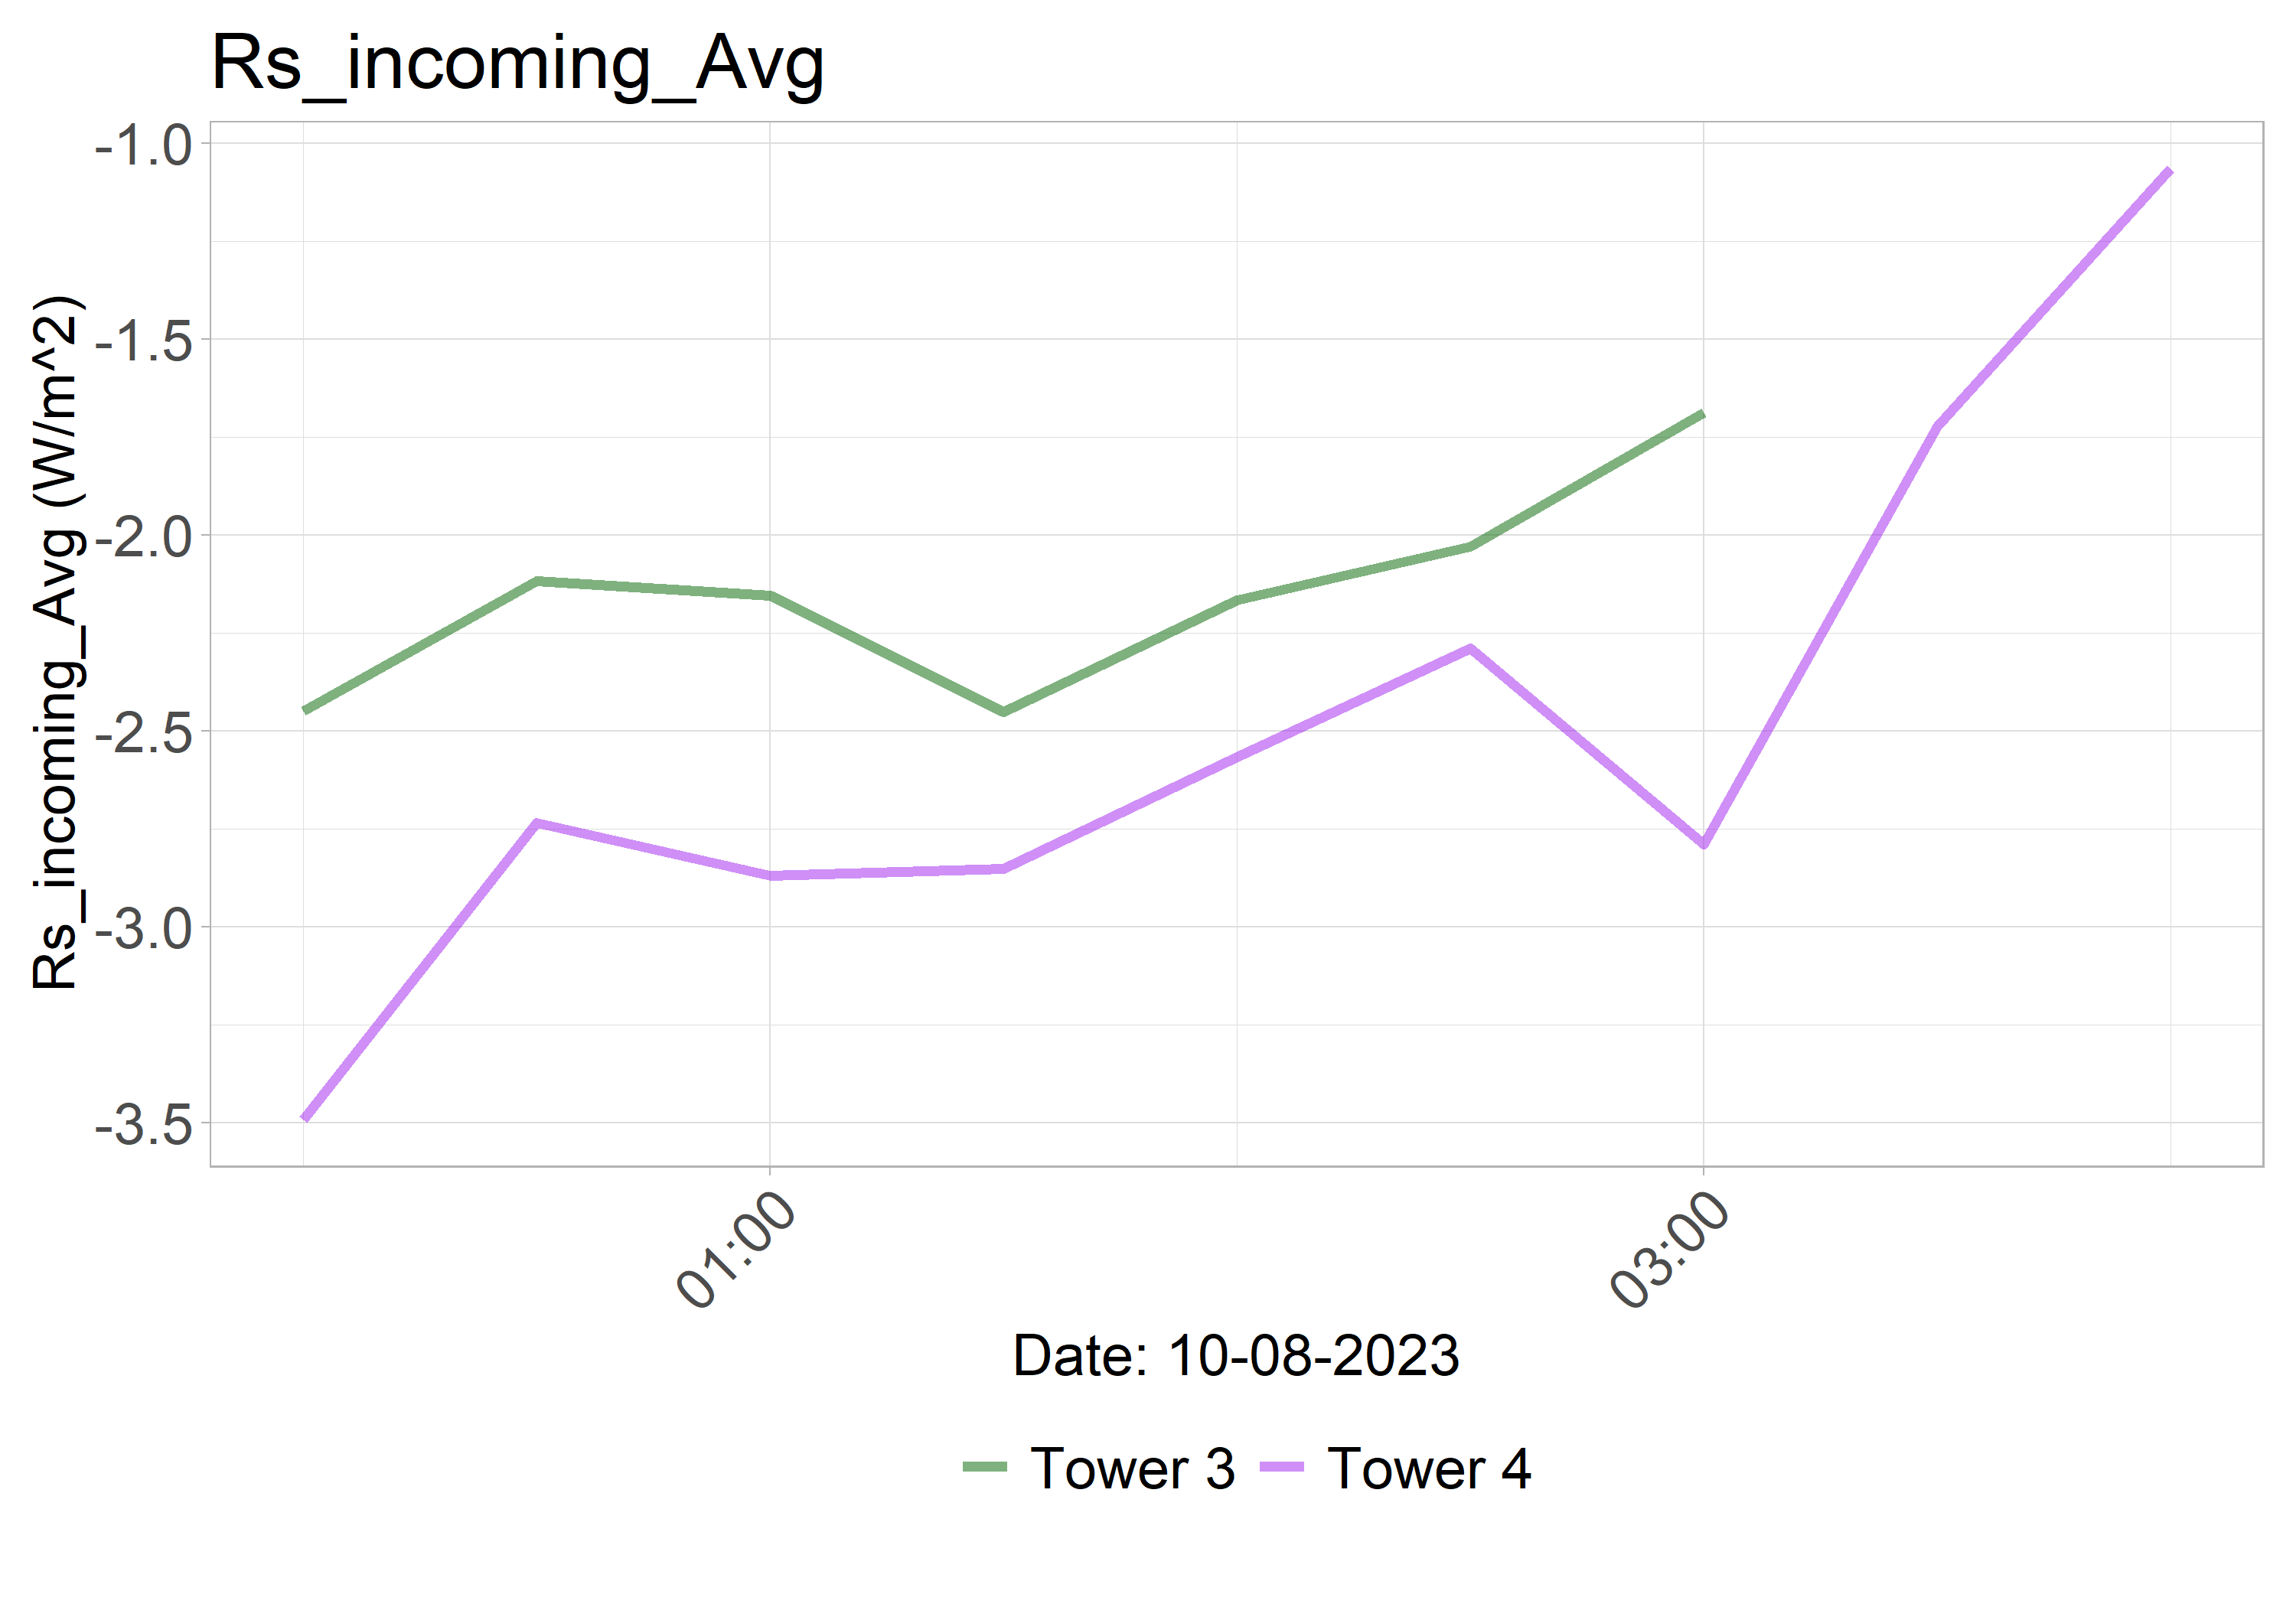 Rs_incoming_Avg
Rs_incoming_Avg (W/m^2)
-1.0
-1.5
-2.0
-2.5
-3.0
-3.5
01:00
03:00
Date: 10-08-2023
Tower 3
Tower 4